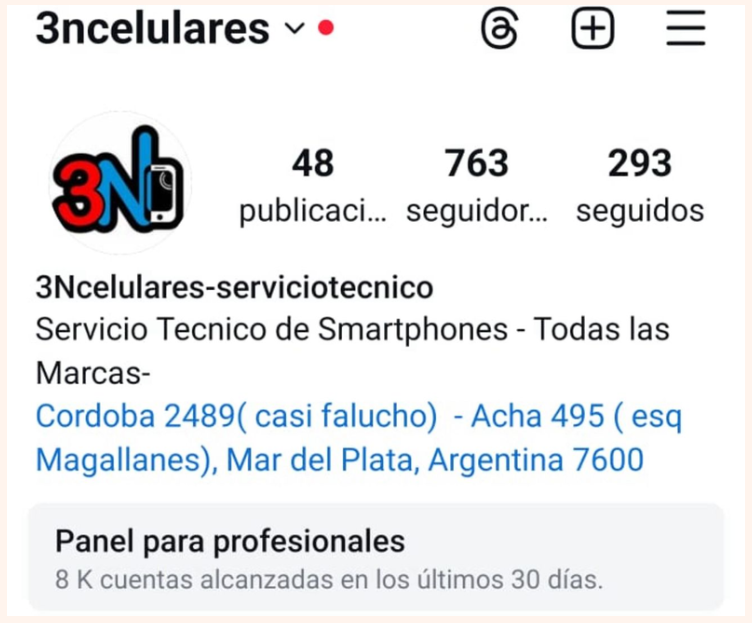 3ncelulares
3N
48
publicaci...
763
seguidor...
293
seguidos
3Ncelulares-serviciotecnico
Servicio Tecnico de Smartphones - Todas las
Marcas-
Cordoba 2489( casi falucho)  - Acha 495 ( esq
Magallanes), Mar del Plata, Argentina 7600
Panel para profesionales
8 K cuentas alcanzadas en los últimos 30 días.